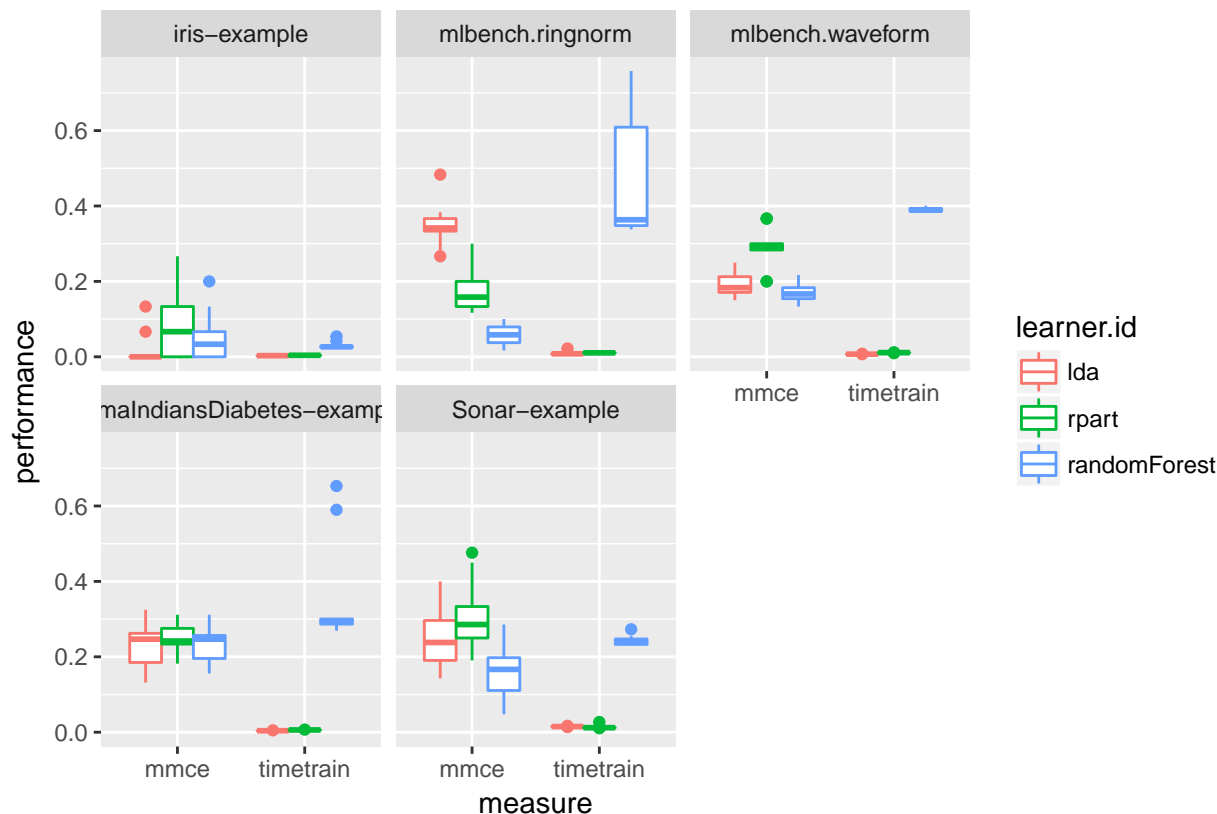 iris−example
mlbench.ringnorm
mlbench.waveform
0.6
0.4
0.2
0.0
mmce
timetrain
maIndiansDiabetes−examp
Sonar−example
0.6
0.4
0.2
0.0
mmce
timetrain
mmce
timetrain
measure
performance
learner.id
lda
rpart
randomForest